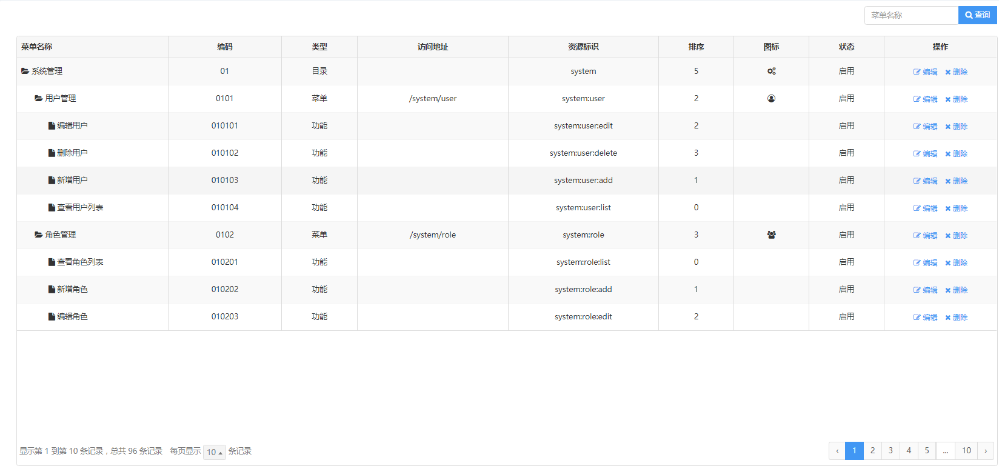 菜单名称 查询
菜单名称 编码 类型 访问地址 资源标识 排序 图标 状态 操作
系统管理 01 目录 system 5 启用 编辑 删除
用户管理 0101 菜单 /system/user system:user 2 启用 编辑 删除
编辑用户 010101 功能 system:user:edit 2 启用 编辑 删除
删除用户 010102 功能 system:user:delete 3 启用 编辑 删除
新增用户 010103 功能 system:user:add 1 启用 编辑 删除
查看用户列表 010104 功能 system:user:list 0 启用 编辑 删除
角色管理 0102 菜单 /system/role system:role 3 启用 编辑 删除
查看角色列表 010201 功能 system:role:list 0 启用 编辑 删除
新增角色 010202 功能 system:role:add 1 启用 编辑 删除
编辑角色 010203 功能 system:role:edit 2 启用 编辑 删除
显示第 1 到第 10 条记录，总共 96 条记录 每页显示 10 条记录 ‹ 1 2 3 4 5 ... 10 ›